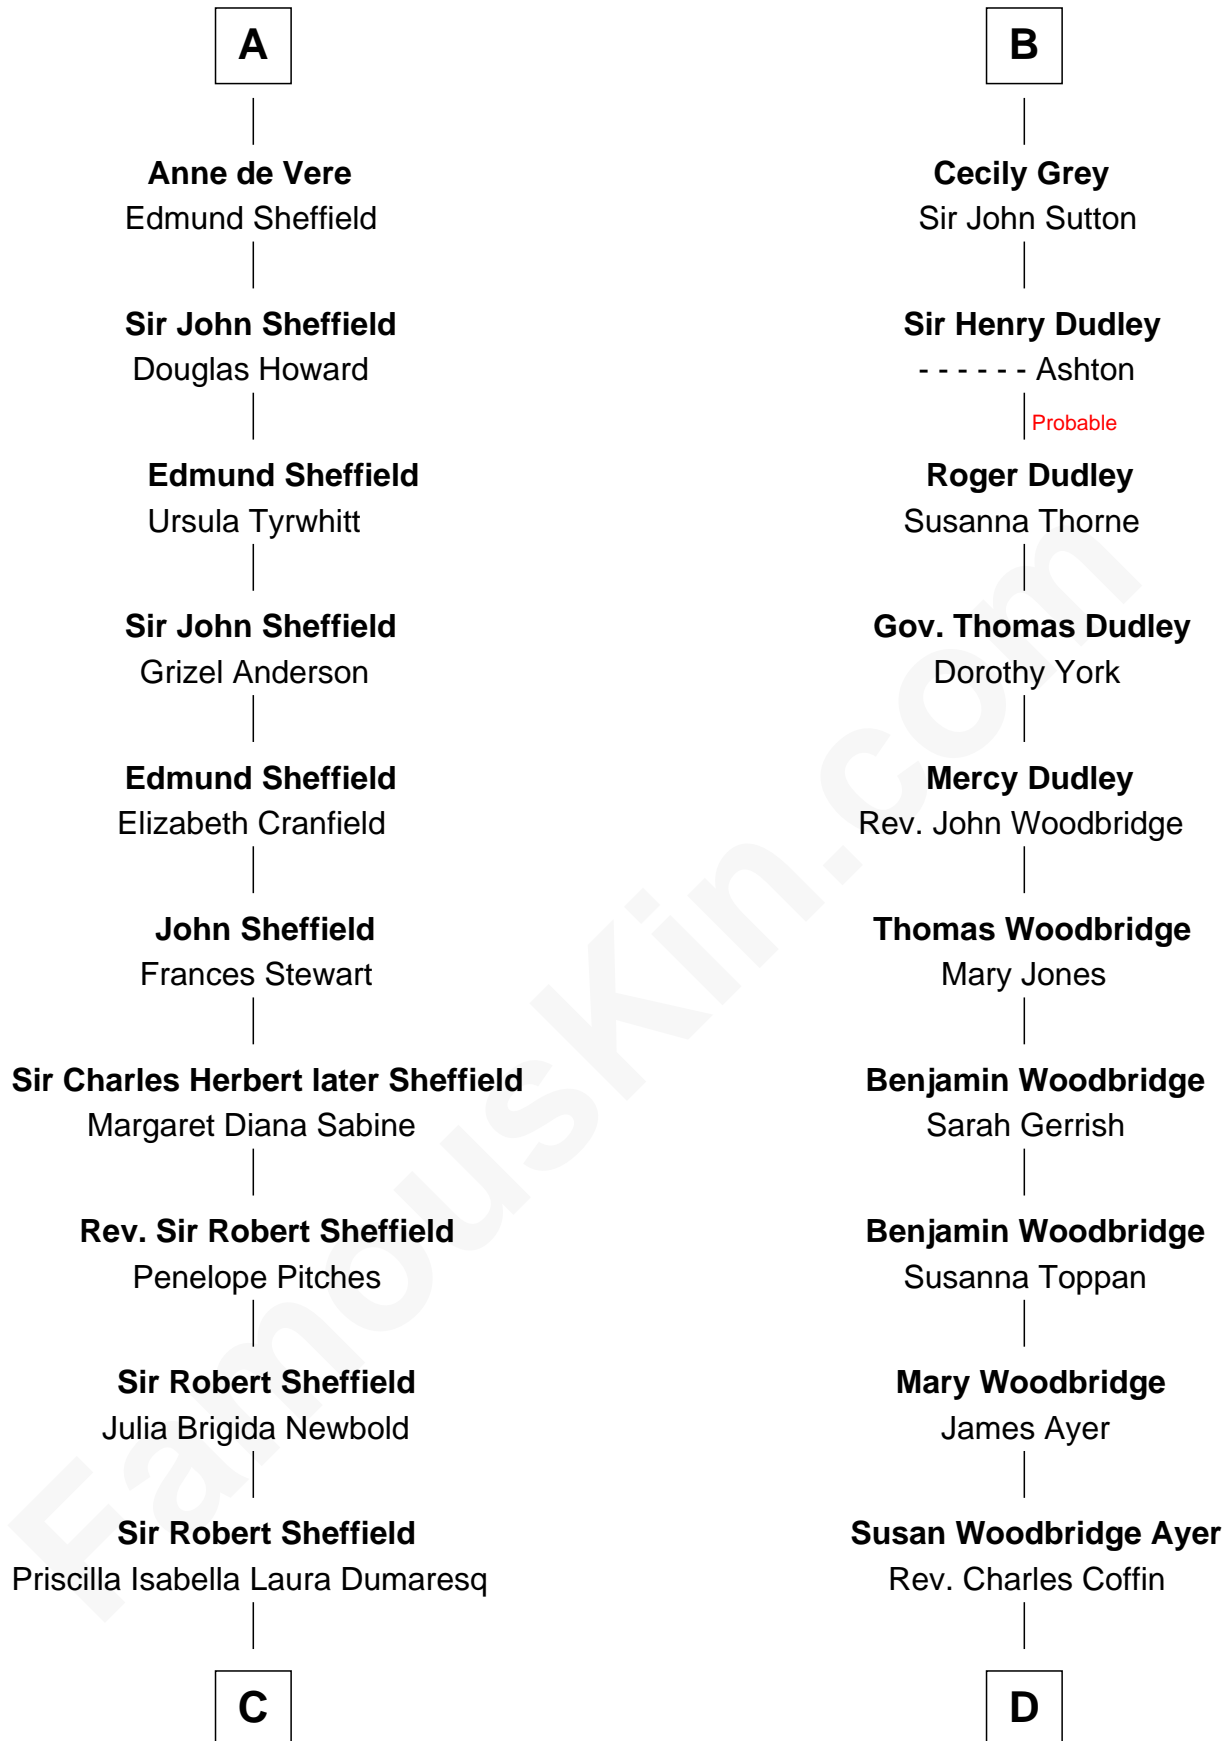 A
Anne de Vere
Edmund Sheffield
Sir John Sheffield
Douglas Howard
Edmund Sheffield
Ursula Tyrwhitt
Sir John Sheffield
Grizel Anderson
Edmund Sheffield
Elizabeth Cranfield
John Sheffield
Frances Stewart
Sir Charles Herbert later Sheffield
Margaret Diana Sabine
Rev. Sir Robert Sheffield
Penelope Pitches
Sir Robert Sheffield
Julia Brigida Newbold
Sir Robert Sheffield
Priscilla Isabella Laura Dumaresq
C
B
Cecily Grey
Sir John Sutton
Sir Henry Dudley
- - - - - - Ashton
Probable
Roger Dudley
Susanna Thorne
Gov. Thomas Dudley
Dorothy York
Mercy Dudley
Rev. John Woodbridge
Thomas Woodbridge
Mary Jones
Benjamin Woodbridge
Sarah Gerrish
Benjamin Woodbridge
Susanna Toppan
Mary Woodbridge
James Ayer
Susan Woodbridge Ayer
Rev. Charles Coffin
D
FamousKin.com